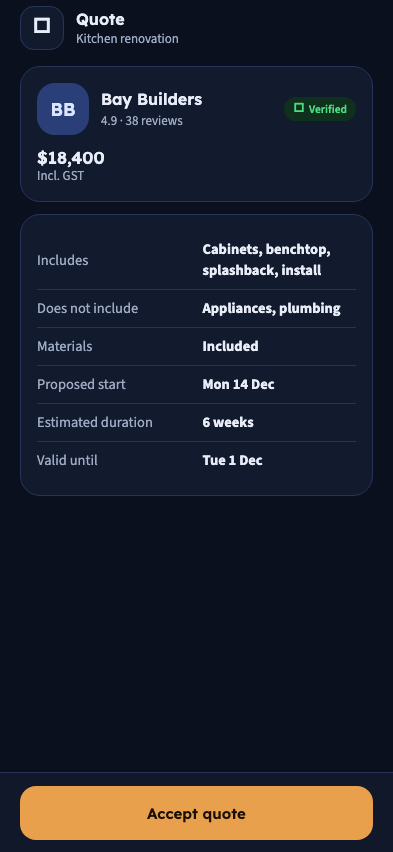 Quote
Kitchen renovation
BB
Bay Builders
4.9 · 38 reviews
Verified
$18,400
Incl. GST
Includes
Cabinets, benchtop,
splashback, install
Does not include
Appliances, plumbing
Materials
Included
Proposed start
Mon 14 Dec
Estimated duration
6 weeks
Valid until
Tue 1 Dec
Accept quote